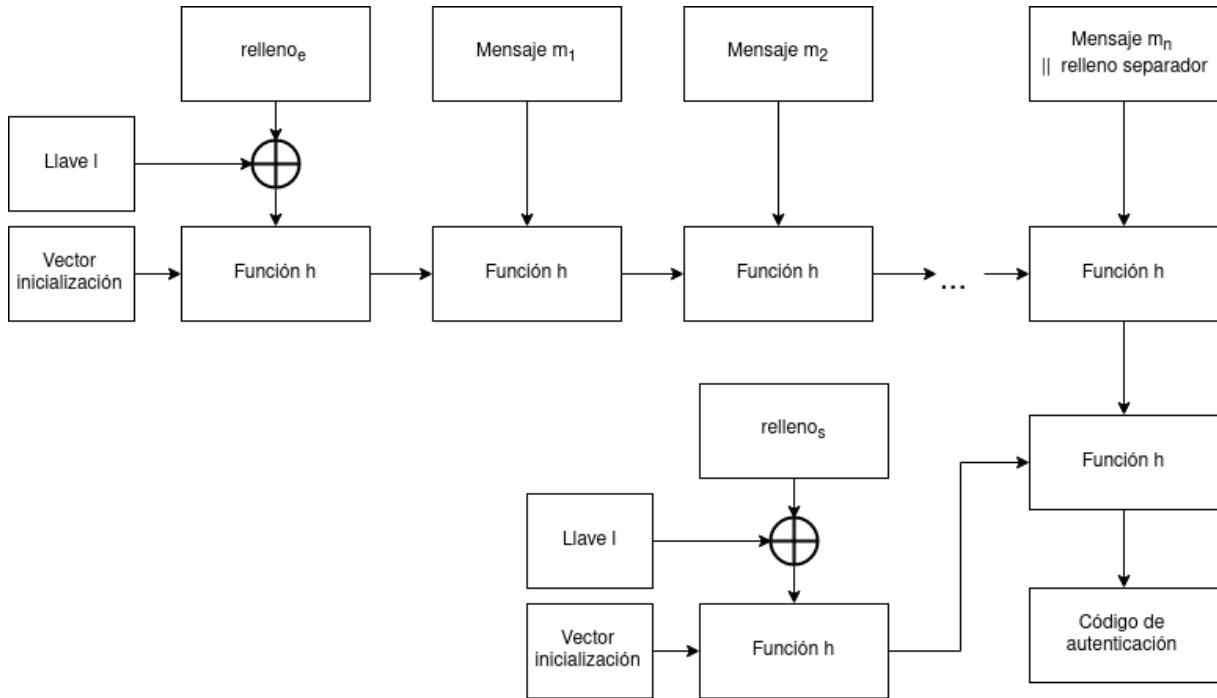 relleno_e
Mensaje m_1
Mensaje m_2
Mensaje m_n
|| relleno separador
Llave l
Vector
inicialización
Función h
Función h
Función h
...
Función h
relleno_s
Función h
Llave l
Vector
inicialización
Función h
Código de
autenticación